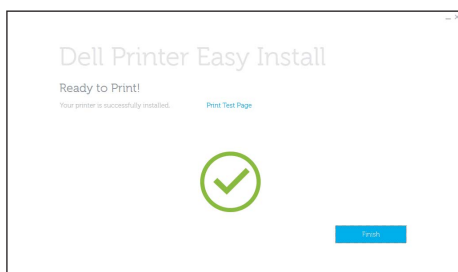 Dell Printer Easy Install
Ready to Print!
Your printer is successfully installed. Print Test Page
Finish